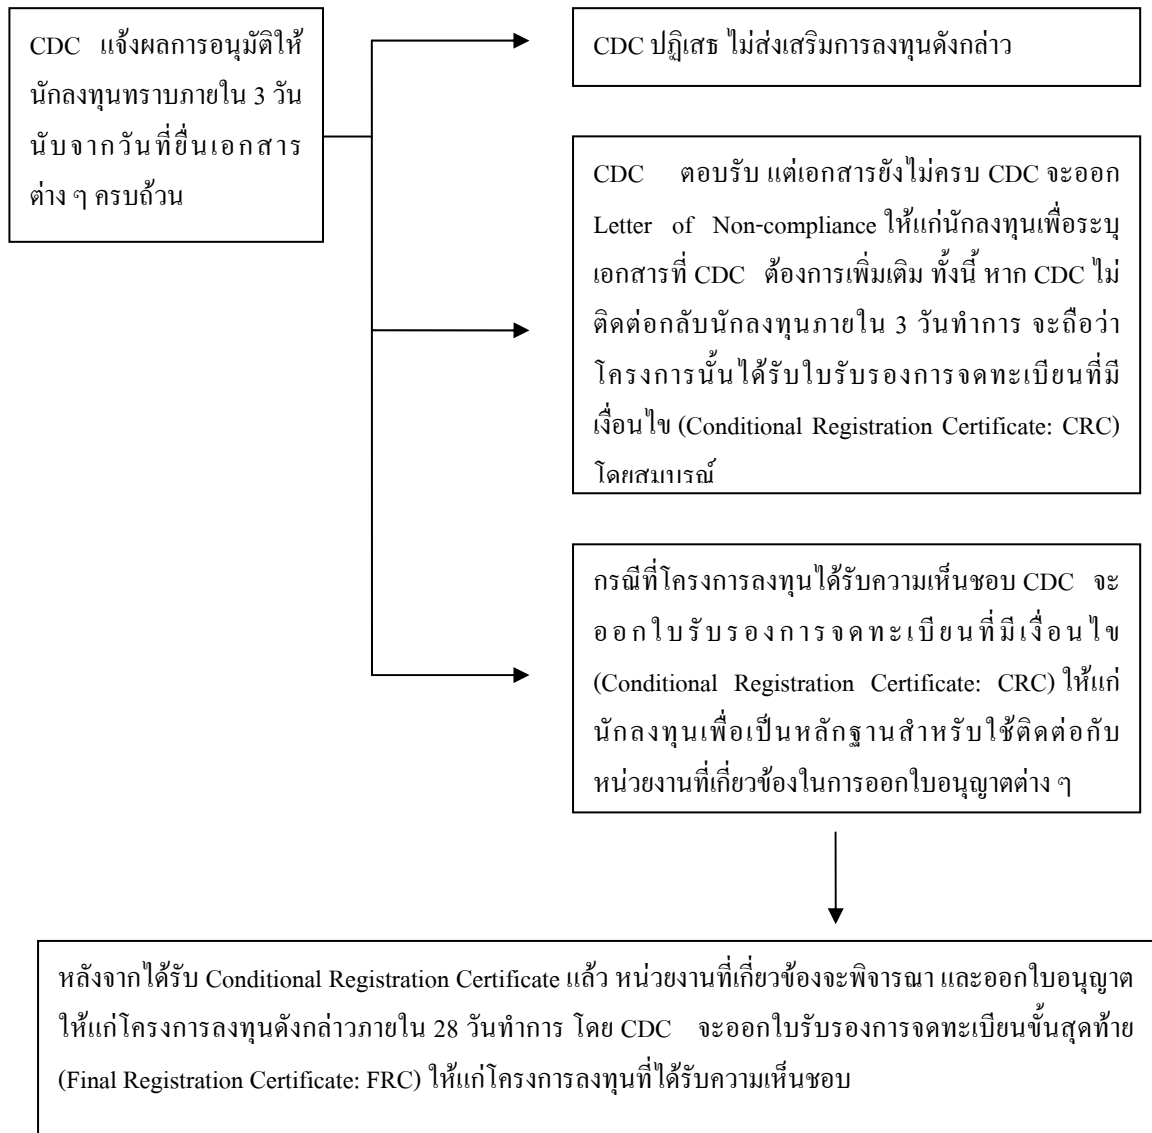 CDC แจ้งผลการอนุมัติให้
นักลงทุนทราบภายใน 3 วัน
นับจากวันที่ยื่นเอกสาร
ต่าง ๆ ครบถ้วน
CDC ปฏิเสธ ไม่ส่งเสริมการลงทุนดังกล่าว
CDC ตอบรับ แต่เอกสารยังไม่ครบ CDC จะออก
Letter of Non-compliance ให้แก่นักลงทุนเพื่อระบุ
เอกสารที่ CDC ต้องการเพิ่มเติม ทั้งนี้ หาก CDC ไม่
ติดต่อกลับนักลงทุนภายใน 3 วันทำการ จะถือว่า
โครงการนั้นได้รับใบรับรองการจดทะเบียนที่มี
เงื่อนไข (Conditional Registration Certificate: CRC)
โดยสมบูรณ์
กรณีที่โครงการลงทุนได้รับความเห็นชอบ CDC จะ
ออกใบรับรองการจดทะเบียนที่มีเงื่อนไข
(Conditional Registration Certificate: CRC) ให้แก่
นักลงทุนเพื่อเป็นหลักฐานสำหรับใช้ติดต่อกับ
หน่วยงานที่เกี่ยวข้องในการออกใบอนุญาตต่าง ๆ
หลังจากได้รับ Conditional Registration Certificate แล้ว หน่วยงานที่เกี่ยวข้องจะพิจารณา และออกใบอนุญาต
ให้แก่โครงการลงทุนดังกล่าวภายใน 28 วันทำการ โดย CDC จะออกใบรับรองการจดทะเบียนขั้นสุดท้าย
(Final Registration Certificate: FRC) ให้แก่โครงการลงทุนที่ได้รับความเห็นชอบ